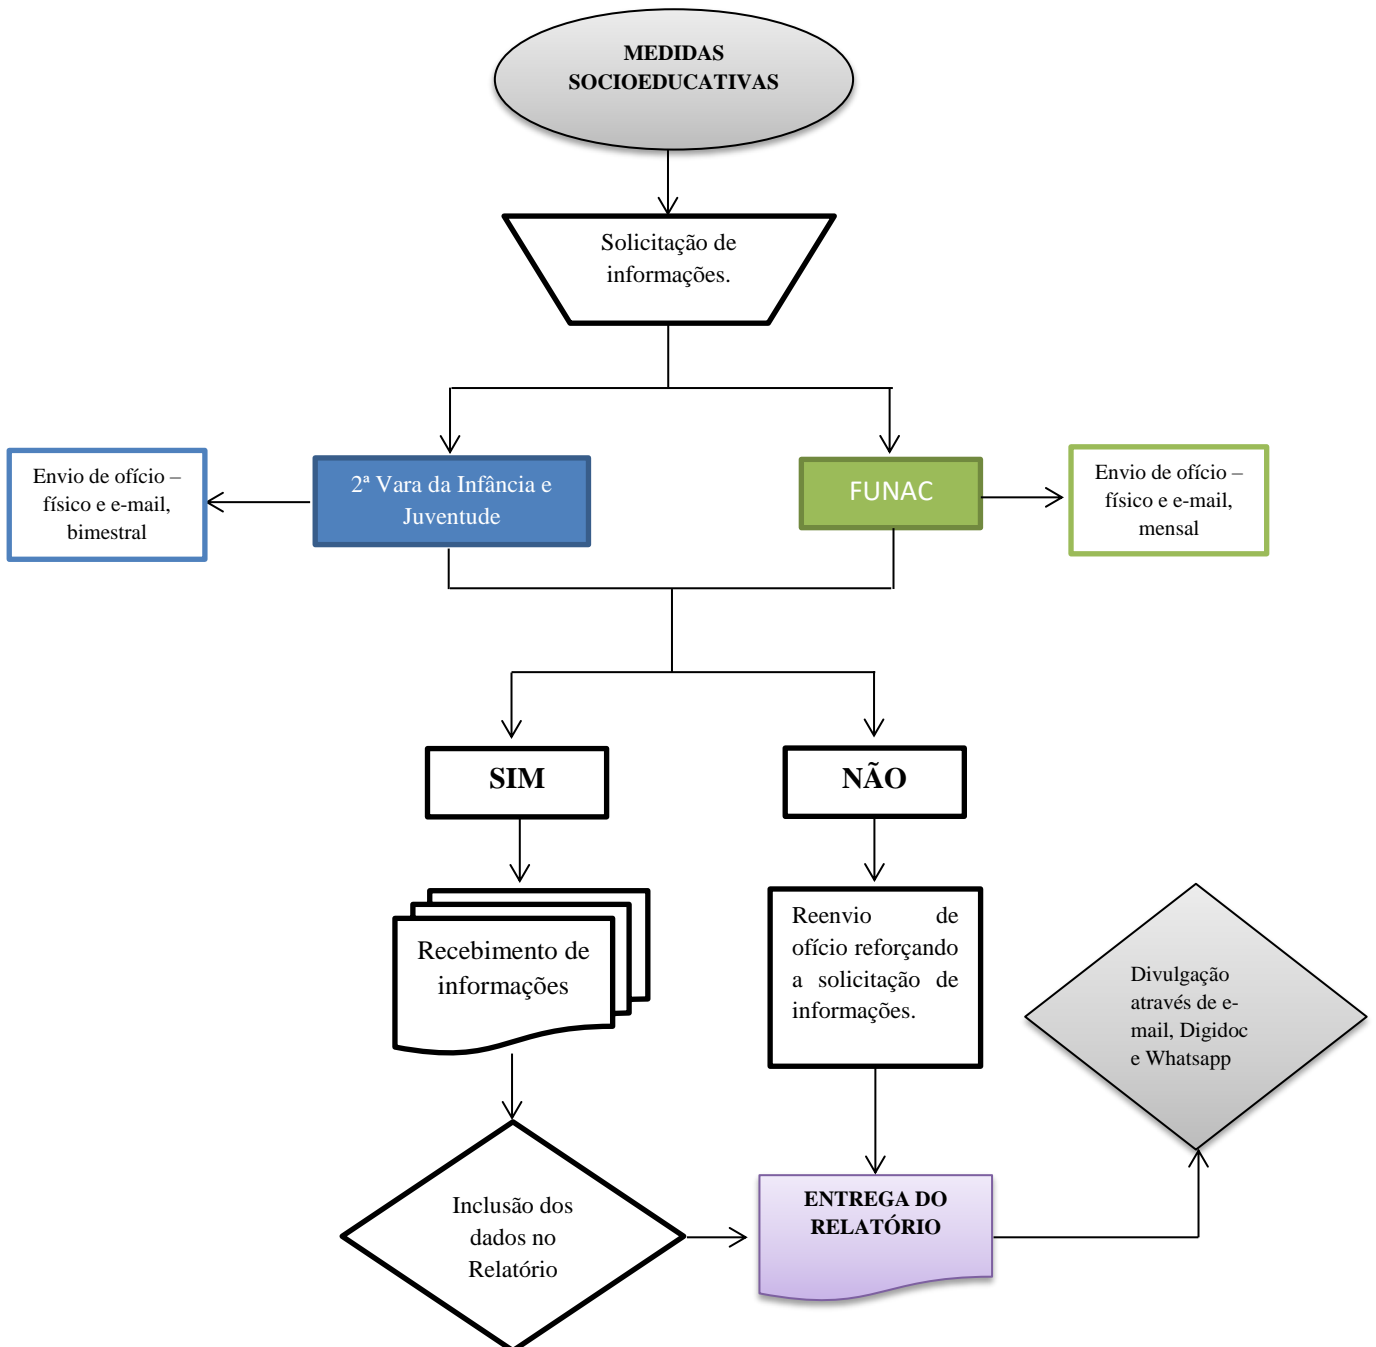 MEDIDAS
SOCIOEDUCATIVAS
Solicitação de
informações.
Envio de ofício –
físico e e-mail,
bimestral
2ª Vara da Infância e
Juventude
FUNAC
Envio de ofício –
físico e e-mail,
mensal
SIM
NÃO
Recebimento de
informações
Reenvio de
ofício reforçando
a solicitação de
informações.
Divulgação
através de e-
mail, Digidoc
e Whatsapp
Inclusão dos
dados no
Relatório
ENTREGA DO
RELATÓRIO